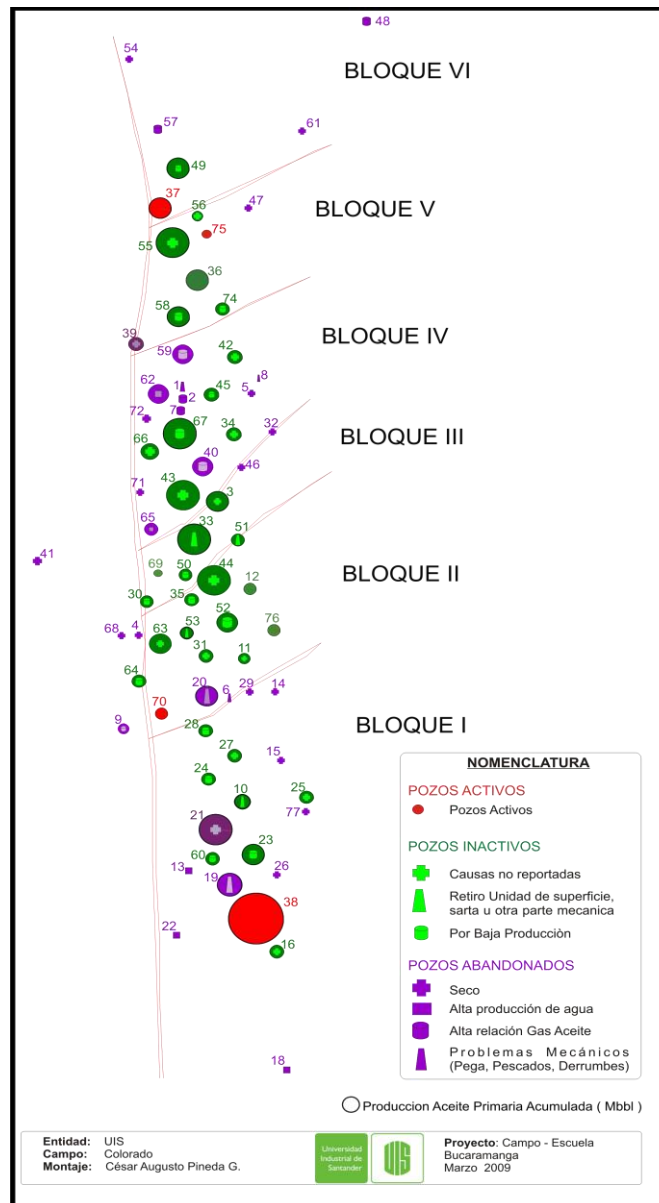 48
54
BLOQUE VI
57
61
49
37
47
56
BLOQUE V
75
55
36
74
58
39
BLOQUE IV
59
42
8
62
1
5
45
2
7
72
67
34
32
66
BLOQUE III
40
46
43
71
3
33
65
51
41
69
50
44
BLOQUE II
12
30
35
52
76
68
4
63
53
31
11
64
20
6
29
14
70
9
28
BLOQUE I
27
15
24
25
10
77
21
23
60
13
19
26
38
22
16
18
NOMENCLATURA
POZOS ACTIVOS
Pozos Activos
POZOS INACTIVOS
Causas no reportadas
Retiro Unidad de superficie,
sarta u otra parte mecanica
Por Baja Producciòn
POZOS ABANDONADOS
Seco
Alta producción de agua
Alta relación Gas Aceite
Problemas Mecánicos
(Pega, Pescados, Derrumbes)
Produccion Aceite Primaria Acumulada ( Mbbl )
Entidad: UIS
Campo: Colorado
Montaje: César Augusto Pineda G.
Universidad
Industrial de
Santander
UIS
Proyecto: Campo - Escuela
Bucaramanga
Marzo 2009